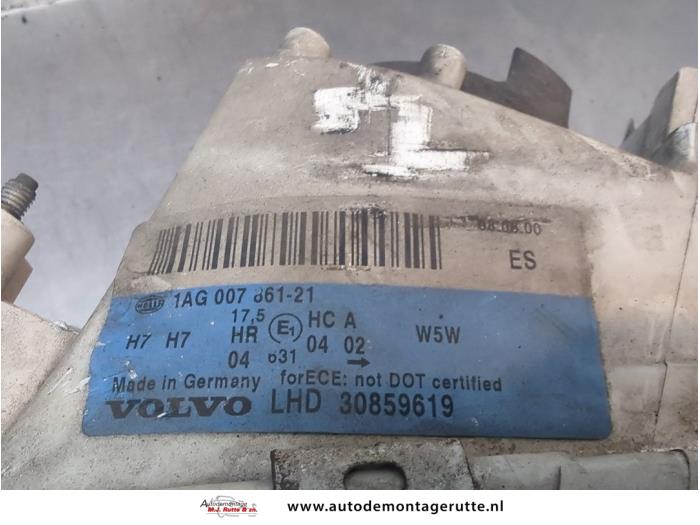 08.06.00
ES
HELLA 1AG 007 861-21
17,5 HC A
H7 H7 HR E1 04 02 W5W
04 631 →
Made in Germany forECE: not DOT certified
VOLVO LHD 30859619
Autodemontage M.J. Rutte & zn. www.autodemontagerutte.nl